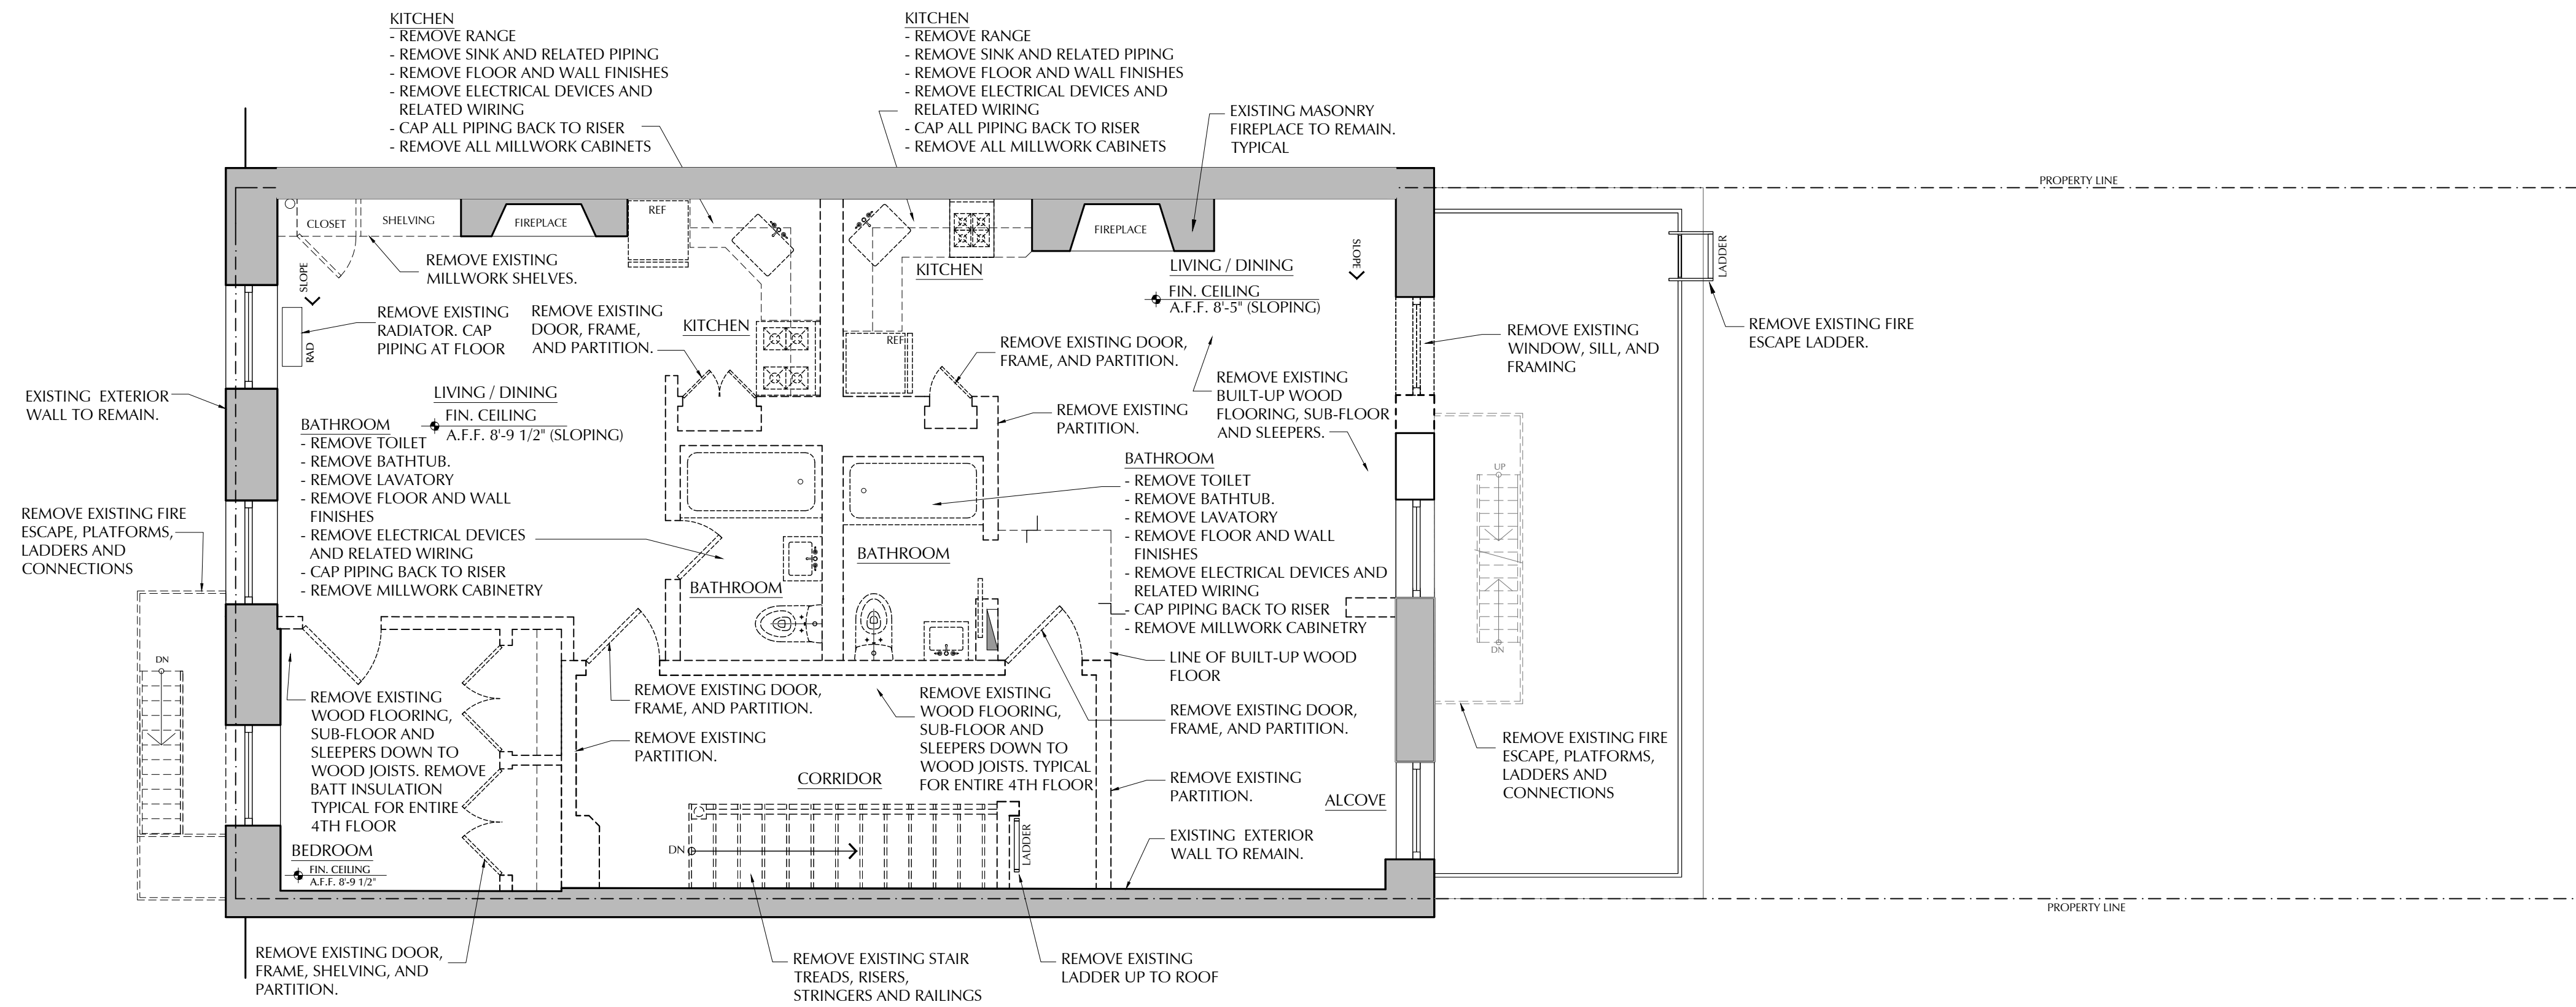 KITCHEN
- REMOVE RANGE
- REMOVE SINK AND RELATED PIPING
- REMOVE FLOOR AND WALL FINISHES
- REMOVE ELECTRICAL DEVICES AND
RELATED WIRING
- CAP ALL PIPING BACK TO RISER
- REMOVE ALL MILLWORK CABINETS
KITCHEN
- REMOVE RANGE
- REMOVE SINK AND RELATED PIPING
- REMOVE FLOOR AND WALL FINISHES
- REMOVE ELECTRICAL DEVICES AND
RELATED WIRING
- CAP ALL PIPING BACK TO RISER
- REMOVE ALL MILLWORK CABINETS
EXISTING MASONRY
FIREPLACE TO REMAIN.
TYPICAL
PROPERTY LINE
CLOSET
SHELVING
FIREPLACE
REF
FIREPLACE
SLOPE
REMOVE EXISTING
MILLWORK SHELVES.
KITCHEN
LIVING / DINING
FIN. CEILING
A.F.F. 8'-5" (SLOPING)
SLOPE
LADDER
REMOVE EXISTING
RADIATOR. CAP
PIPING AT FLOOR
RAD
REMOVE EXISTING
DOOR, FRAME,
AND PARTITION.
KITCHEN
REF
REMOVE EXISTING DOOR,
FRAME, AND PARTITION.
REMOVE EXISTING
WINDOW, SILL, AND
FRAMING
REMOVE EXISTING FIRE
ESCAPE LADDER.
EXISTING EXTERIOR
WALL TO REMAIN.
LIVING / DINING
FIN. CEILING
A.F.F. 8'-9 1/2" (SLOPING)
REMOVE EXISTING
PARTITION.
REMOVE EXISTING
BUILT-UP WOOD
FLOORING, SUB-FLOOR
AND SLEEPERS.
BATHROOM
- REMOVE TOILET
- REMOVE BATHTUB.
- REMOVE LAVATORY
- REMOVE FLOOR AND WALL
FINISHES
- REMOVE ELECTRICAL DEVICES
AND RELATED WIRING
- CAP PIPING BACK TO RISER
- REMOVE MILLWORK CABINETRY
BATHROOM
- REMOVE TOILET
- REMOVE BATHTUB.
- REMOVE LAVATORY
- REMOVE FLOOR AND WALL
FINISHES
- REMOVE ELECTRICAL DEVICES AND
RELATED WIRING
- CAP PIPING BACK TO RISER
- REMOVE MILLWORK CABINETRY
REMOVE EXISTING FIRE
ESCAPE, PLATFORMS,
LADDERS AND
CONNECTIONS
BATHROOM
BATHROOM
UP
DN
DN
LINE OF BUILT-UP WOOD
FLOOR
REMOVE EXISTING
WOOD FLOORING,
SUB-FLOOR AND
SLEEPERS DOWN TO
WOOD JOISTS. REMOVE
BATT INSULATION
TYPICAL FOR ENTIRE
4TH FLOOR
REMOVE EXISTING DOOR,
FRAME, AND PARTITION.
REMOVE EXISTING
PARTITION.
REMOVE EXISTING
WOOD FLOORING,
SUB-FLOOR AND
SLEEPERS DOWN TO
WOOD JOISTS. TYPICAL
FOR ENTIRE 4TH FLOOR
REMOVE EXISTING DOOR,
FRAME, AND PARTITION.
REMOVE EXISTING
PARTITION.
REMOVE EXISTING FIRE
ESCAPE, PLATFORMS,
LADDERS AND
CONNECTIONS
CORRIDOR
ALCOVE
EXISTING EXTERIOR
WALL TO REMAIN.
DN
LADDER
BEDROOM
FIN. CEILING
A.F.F. 8'-9 1/2"
PROPERTY LINE
REMOVE EXISTING DOOR,
FRAME, SHELVING, AND
PARTITION.
REMOVE EXISTING STAIR
TREADS, RISERS,
STRINGERS AND RAILINGS
REMOVE EXISTING
LADDER UP TO ROOF